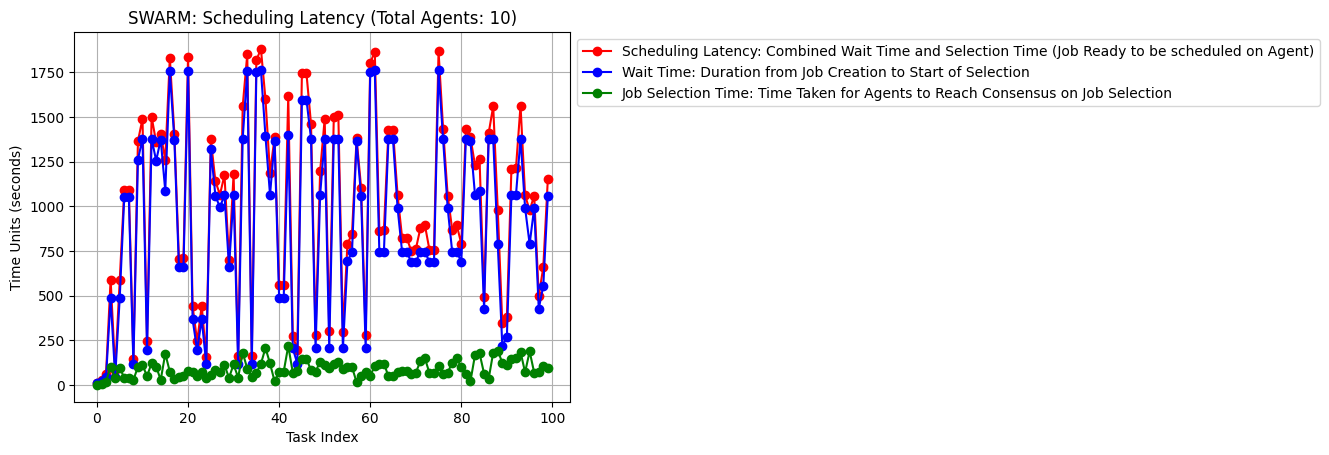 SWARM: Scheduling Latency (Total Agents: 10)
Scheduling Latency: Combined Wait Time and Selection Time (Job Ready to be scheduled on Agent)
Wait Time: Duration from Job Creation to Start of Selection
Job Selection Time: Time Taken for Agents to Reach Consensus on Job Selection
Time Units (seconds)
1750
1500
1250
1000
750
500
250
0
0 20 40 60 80 100
Task Index